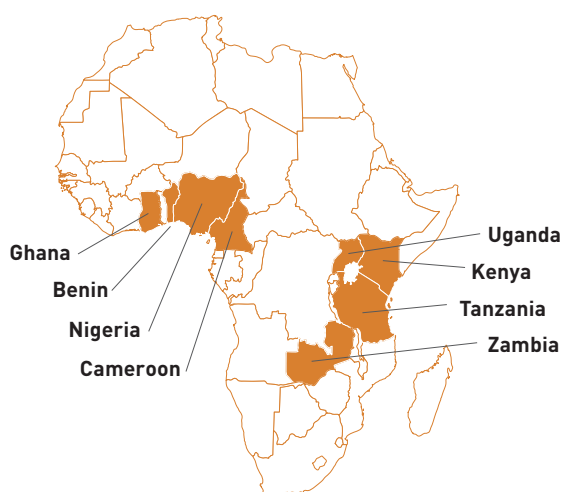 Ghana
Benin
Nigeria
Cameroon
Uganda
Kenya
Tanzania
Zambia